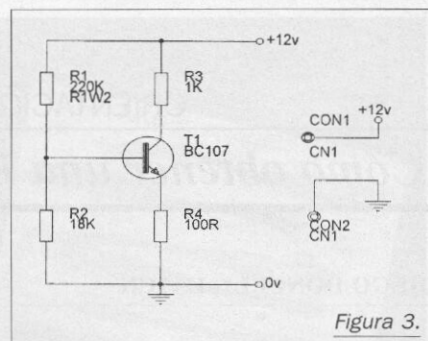 +12v
R1
220K
R1W2
R3
1K
T1
BC107
R2
18K
R4
100R
0v
+12v
CON1
CN1
CON2
CN1
Figura 3.